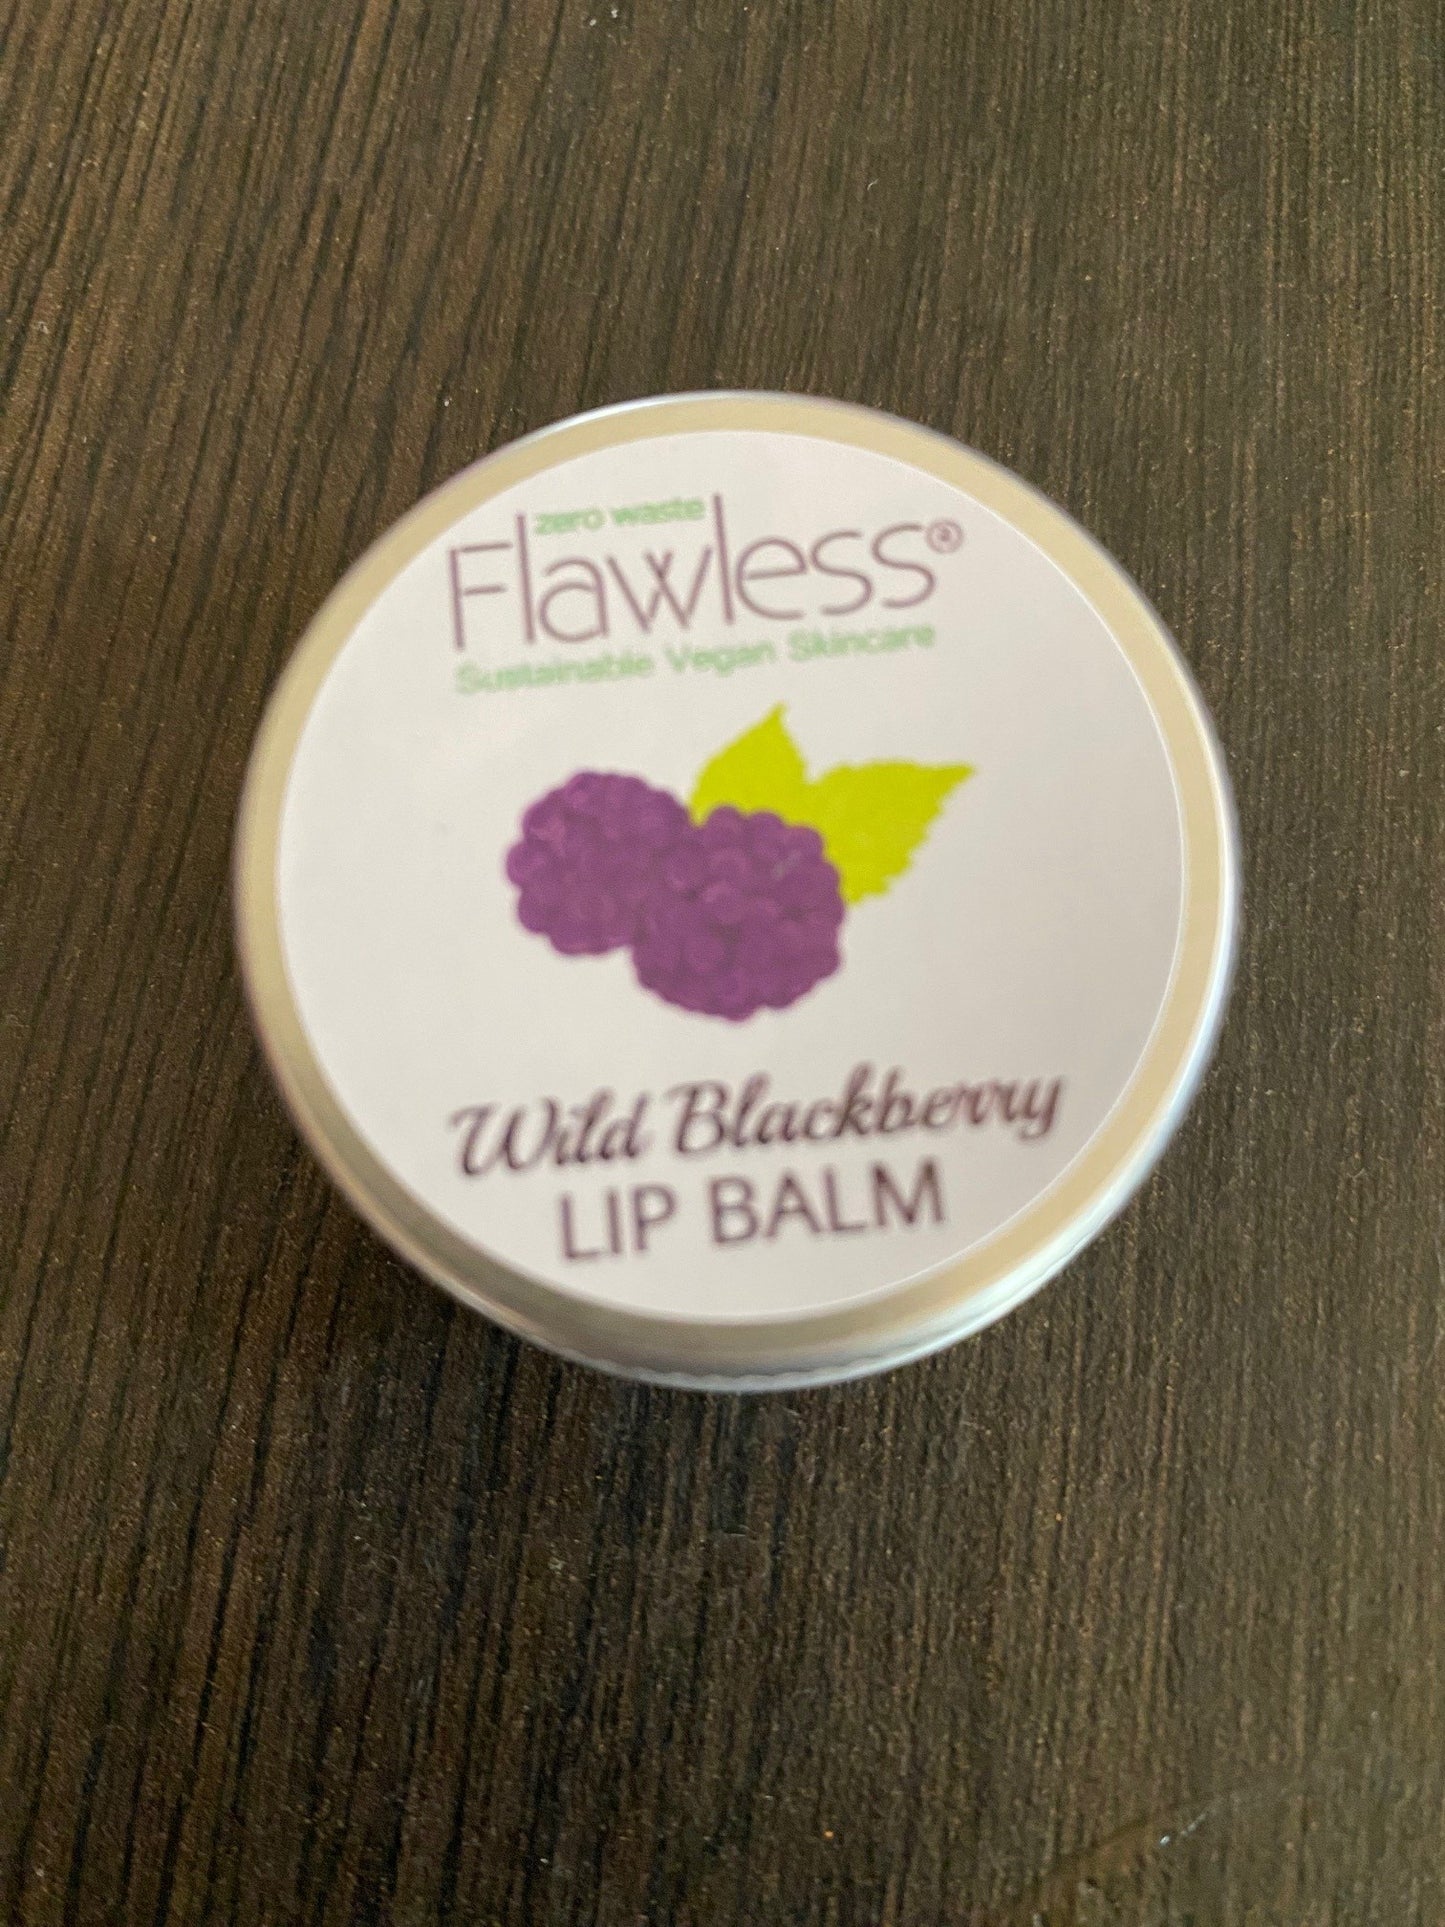 zero waste
Flawless®
Sustainable Vegan Skincare
Wild Blackberry
LIP BALM